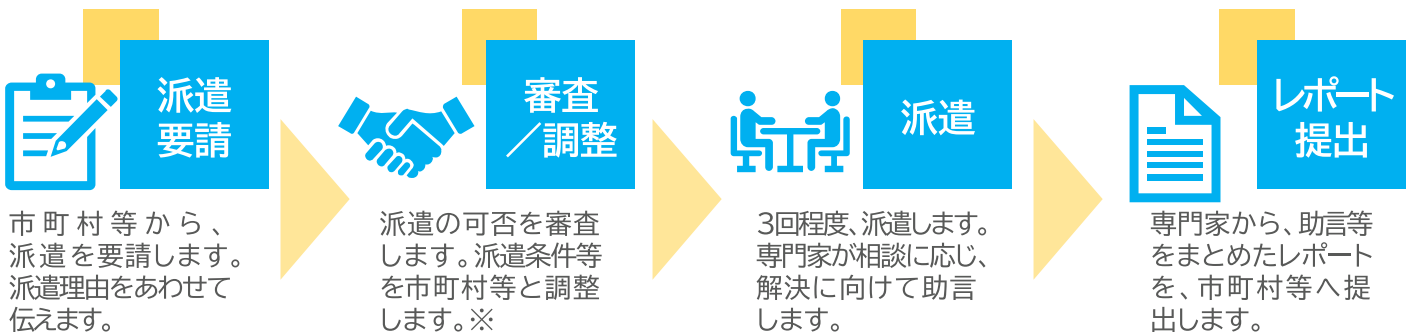 派遣
要請
市町村等から、
派遣を要請します。
派遣理由をあわせて
伝えます。
審査
／調整
派遣の可否を審査
します。派遣条件等
を市町村等と調整
します。※
派遣
3回程度、派遣します。
専門家が相談に応じ、
解決に向けて助言
します。
レポート
提出
専門家から、助言等
をまとめたレポート
を、市町村等へ提
出します。